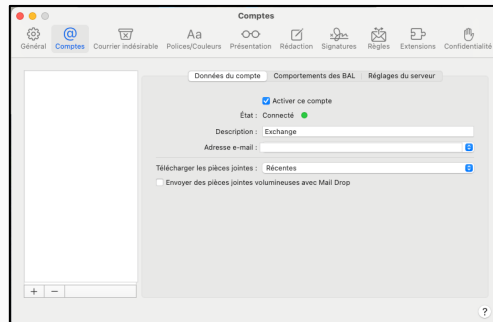 Comptes
Général Comptes Courrier indésirable Polices/Couleurs Présentation Rédaction Signatures Règles Extensions Confidentialité
Données du compte Comportements des BAL Réglages du serveur
Activer ce compte
État : Connecté
Description : Exchange
Adresse e-mail :
Télécharger les pièces jointes : Récentes
Envoyer des pièces jointes volumineuses avec Mail Drop
+ −
?